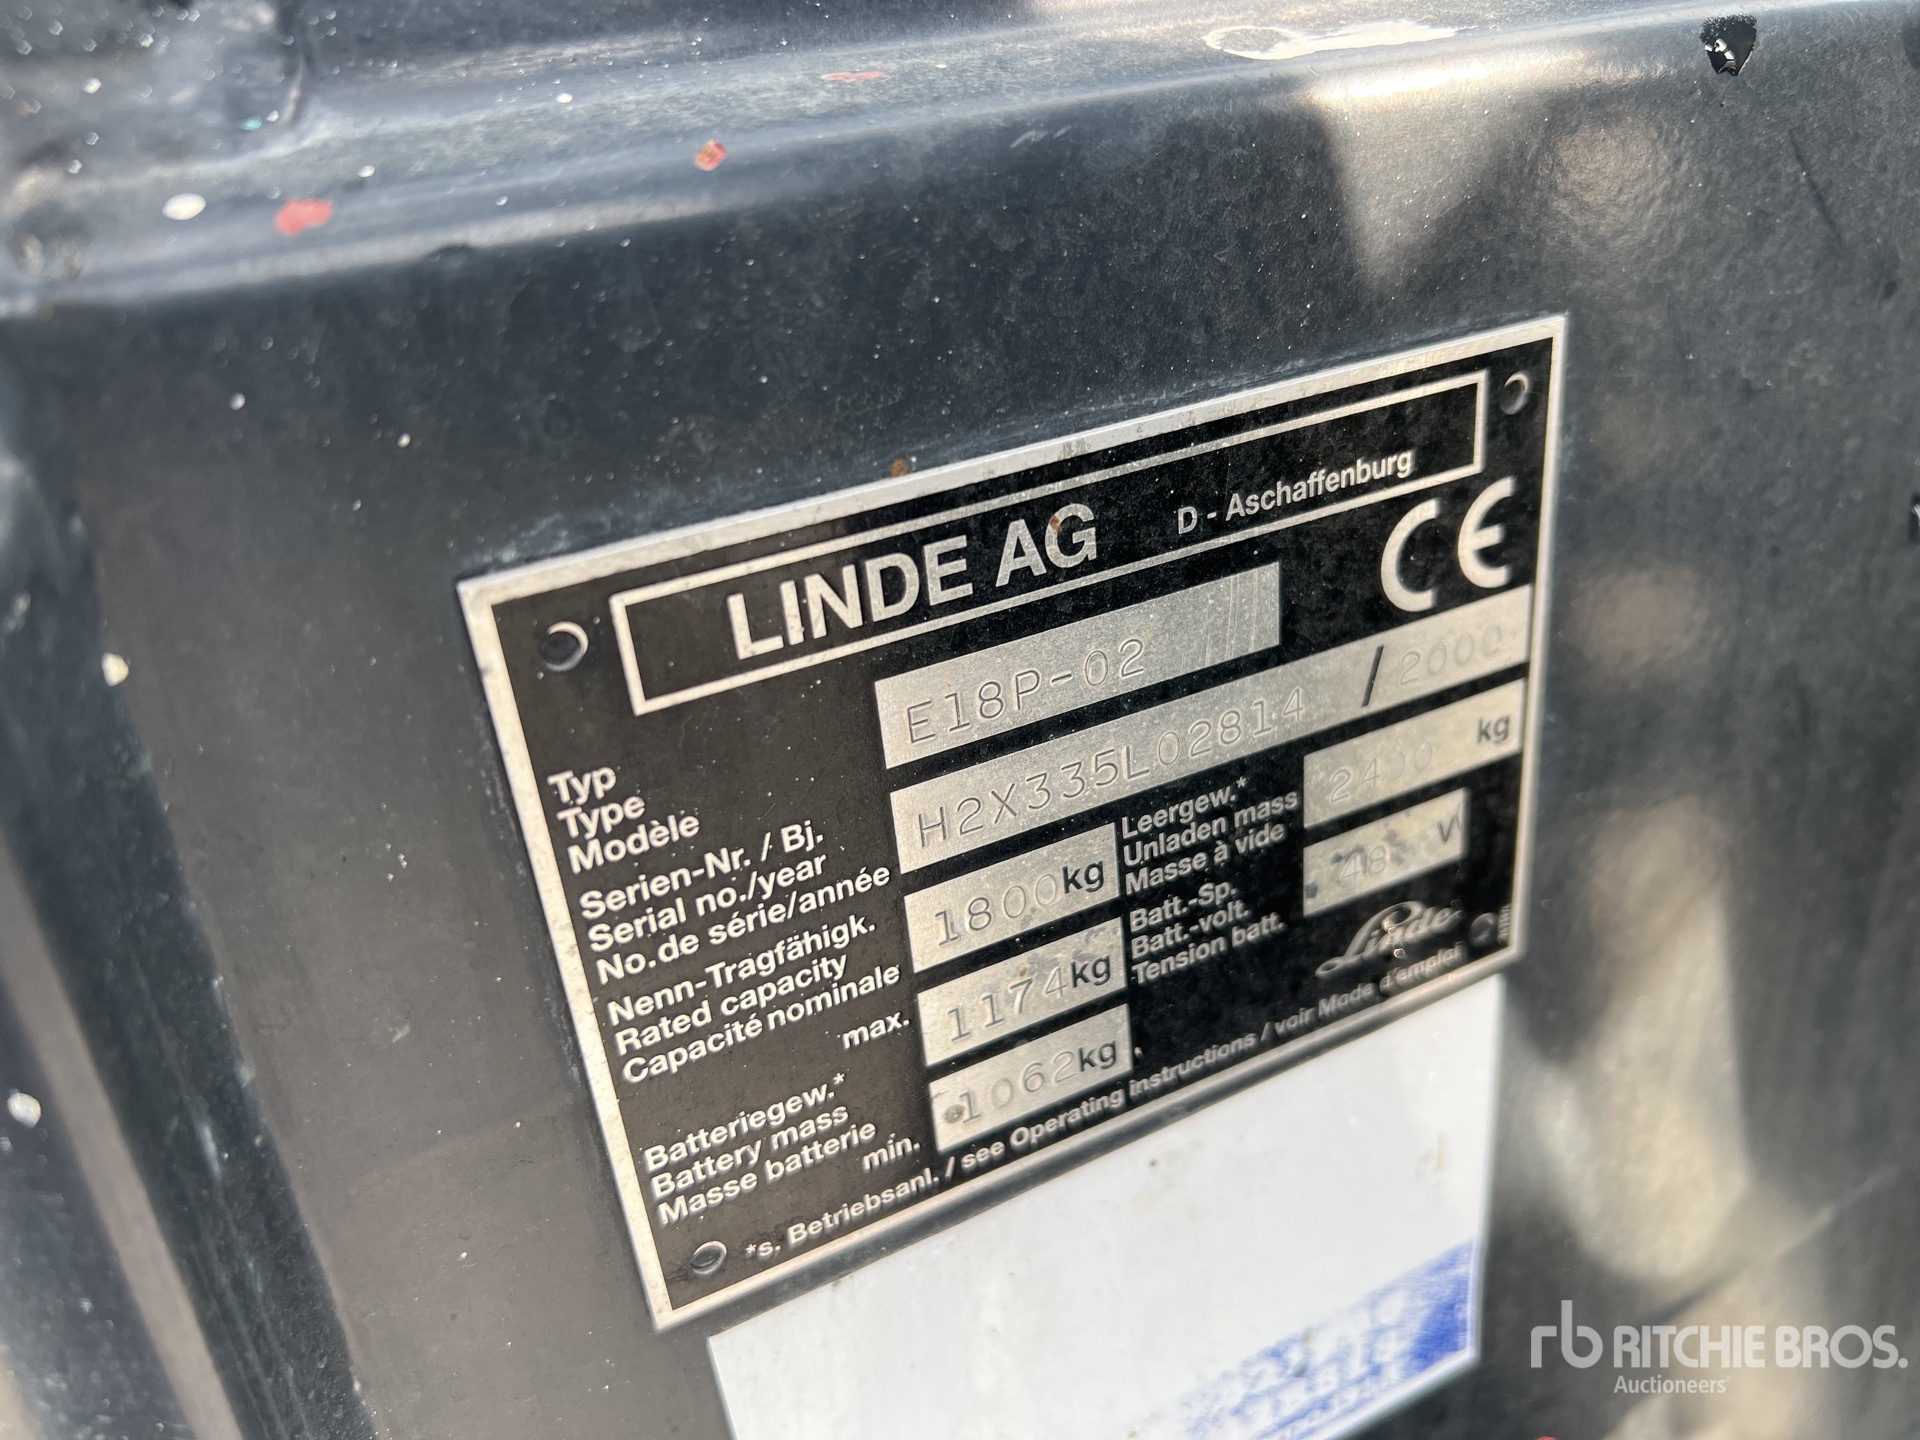 LINDE AG D - Aschaffenburg
CE
Typ
Type
Modèle
E18P-02
Serien-Nr. / Bj.
Serial no./year
No.de série/année
H2X335L02814 / 2000
Nenn-Tragfähigk.
Rated capacity
Capacité nominale
1800 kg
Leergew.*
Unladen mass
Masse à vide
kg
max.
1174 kg
Batt.-Sp.
Batt.-volt.
Tension batt.
48 V
Batteriegew.*
Battery mass
Masse batterie
min.
1062 kg
Linde
*s. Betriebsanl. / see Operating instructions / voir Mode d'emploi
rb RITCHIE BROS.
Auctioneers